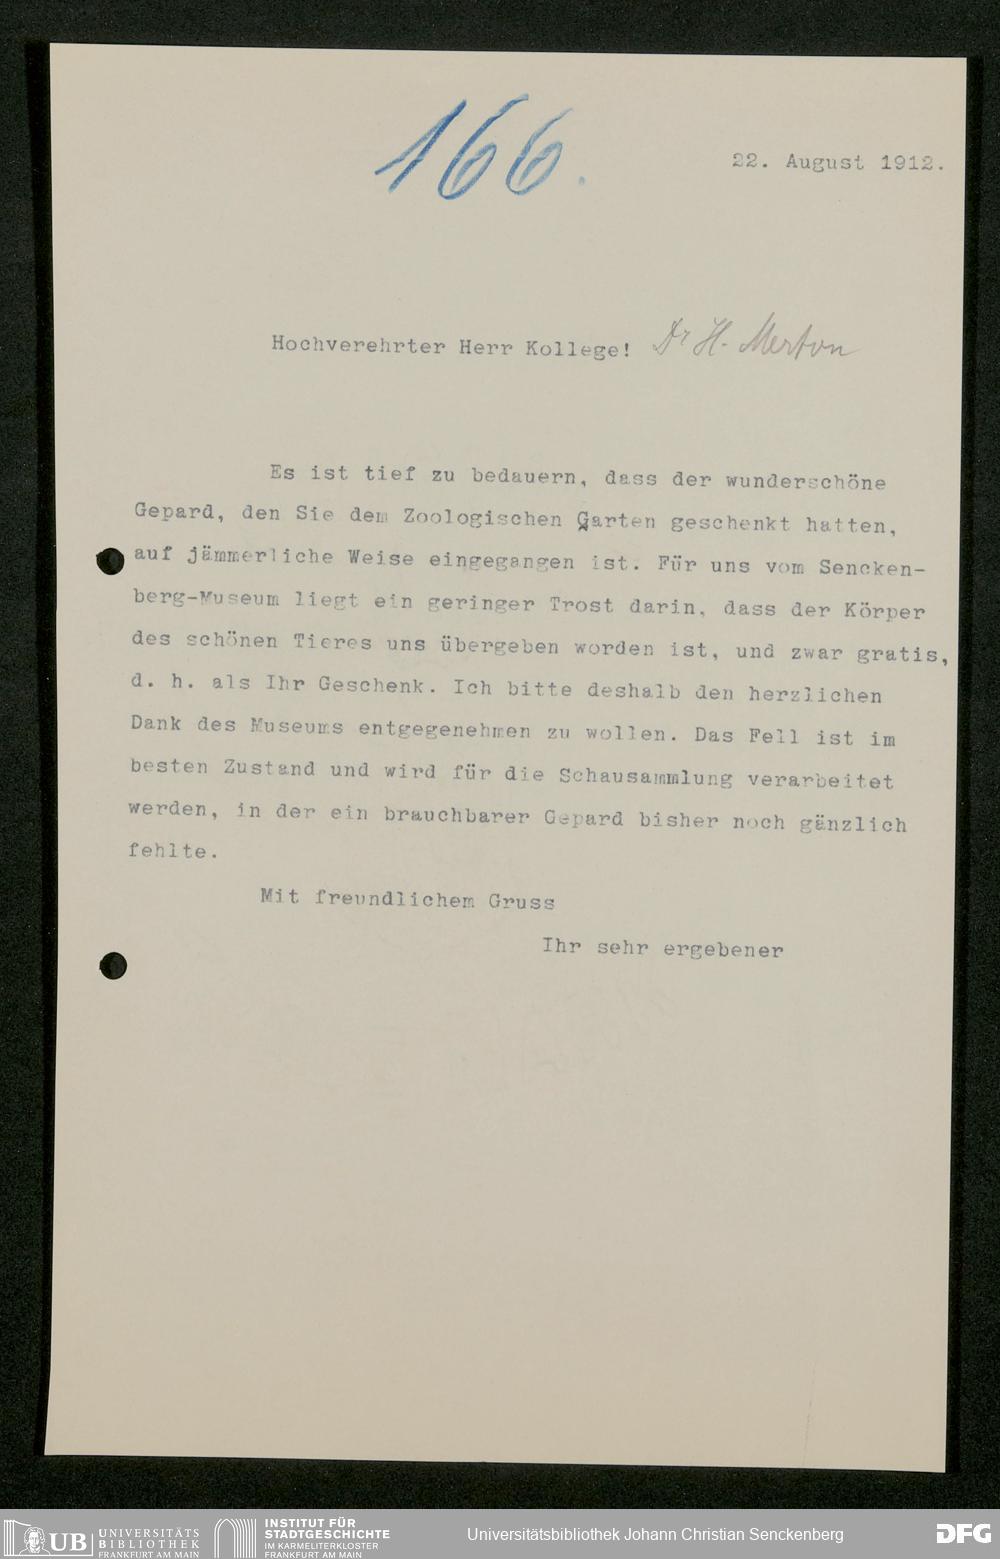 166.
22. August 1912.
Hochverehrter Herr Kollege! Dr H. Merton
Es ist tief zu bedauern, dass der wunderschöne
Gepard, den Sie dem Zoologischen Garten geschenkt hatten,
auf jämmerliche Weise eingegangen ist. Für uns vom Sencken-
berg-Museum liegt ein geringer Trost darin, dass der Körper
des schönen Tieres uns übergeben worden ist, und zwar gratis,
d. h. als Ihr Geschenk. Ich bitte deshalb den herzlichen
Dank des Museums entgegenehmen zu wollen. Das Fell ist im
besten Zustand und wird für die Schausammlung verarbeitet
werden, in der ein brauchbarer Gepard bisher noch gänzlich
fehlte.
Mit freundlichem Gruss
Ihr sehr ergebener
UB UNIVERSITÄTS
BIBLIOTHEK
FRANKFURT AM MAIN
INSTITUT FÜR
STADTGESCHICHTE
IM KARMELITERKLOSTER
FRANKFURT AM MAIN
Universitätsbibliothek Johann Christian Senckenberg
DFG